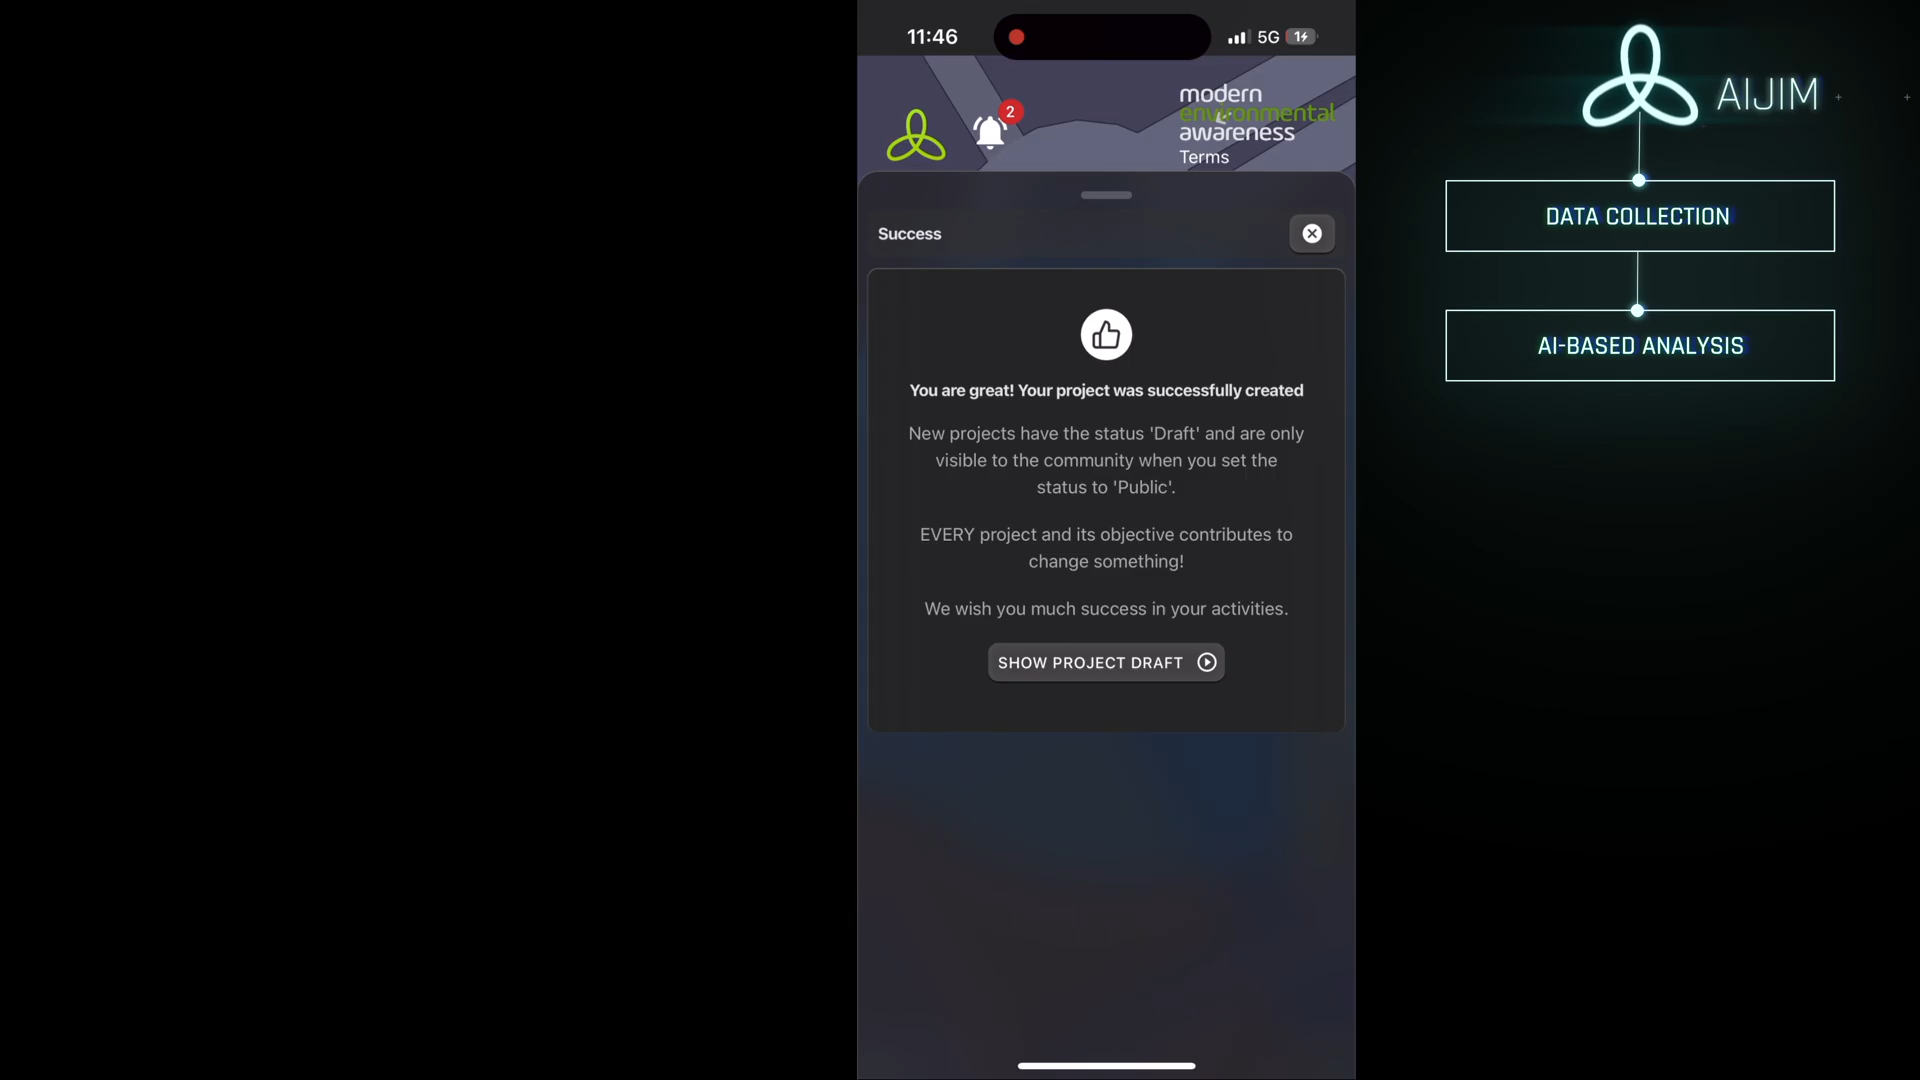 11:46
5G
1
2
modern
environmental
awareness
Terms
Success
You are great! Your project was successfully created
New projects have the status 'Draft' and are only
visible to the community when you set the
status to 'Public'.
EVERY project and its objective contributes to
change something!
We wish you much success in your activities.
SHOW PROJECT DRAFT
AIJIM
DATA COLLECTION
AI-BASED ANALYSIS